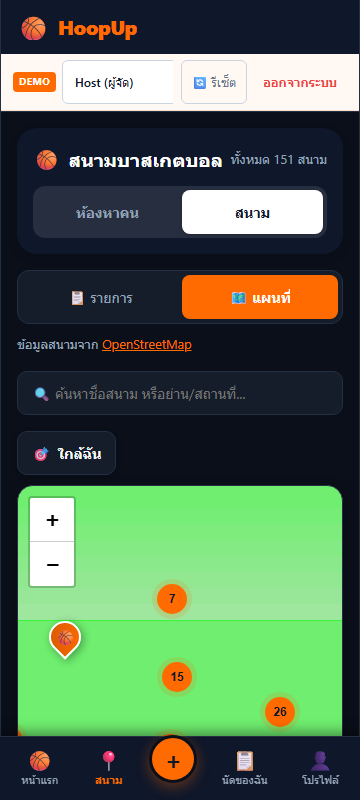 HoopUp
DEMO Host (ผู้จัด) รีเซ็ต ออกจากระบบ
สนามบาสเกตบอล ทั้งหมด 151 สนาม
ห้องหาคน สนาม
รายการ แผนที่
ข้อมูลสนามจาก OpenStreetMap
ค้นหาชื่อสนาม หรือย่าน/สถานที่...
ใกล้ฉัน
+
−
7
15
26
+
หน้าแรก สนาม นัดของฉัน โปรไฟล์